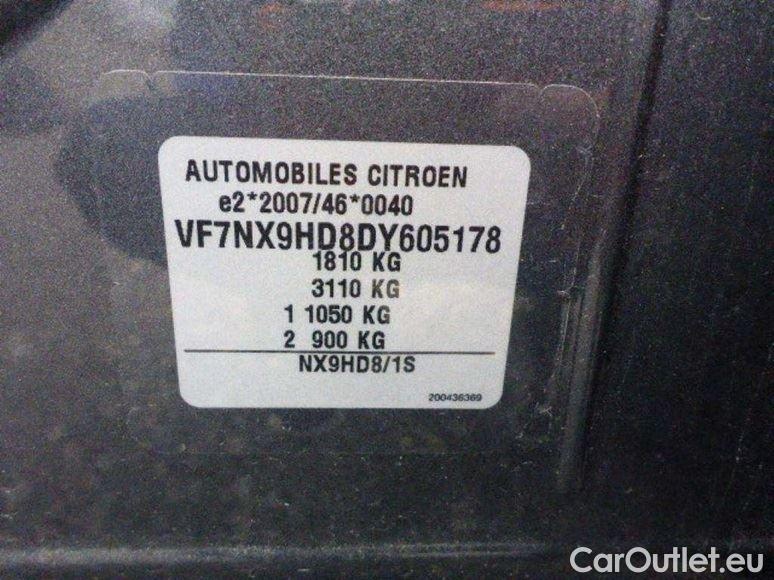 AUTOMOBILES CITROEN
e2*2007/46*0040
VF7NX9HD8DY605178
1810 KG
3110 KG
1 1050 KG
2 900 KG
NX9HD8/1S
200436369
CarOutlet.eu